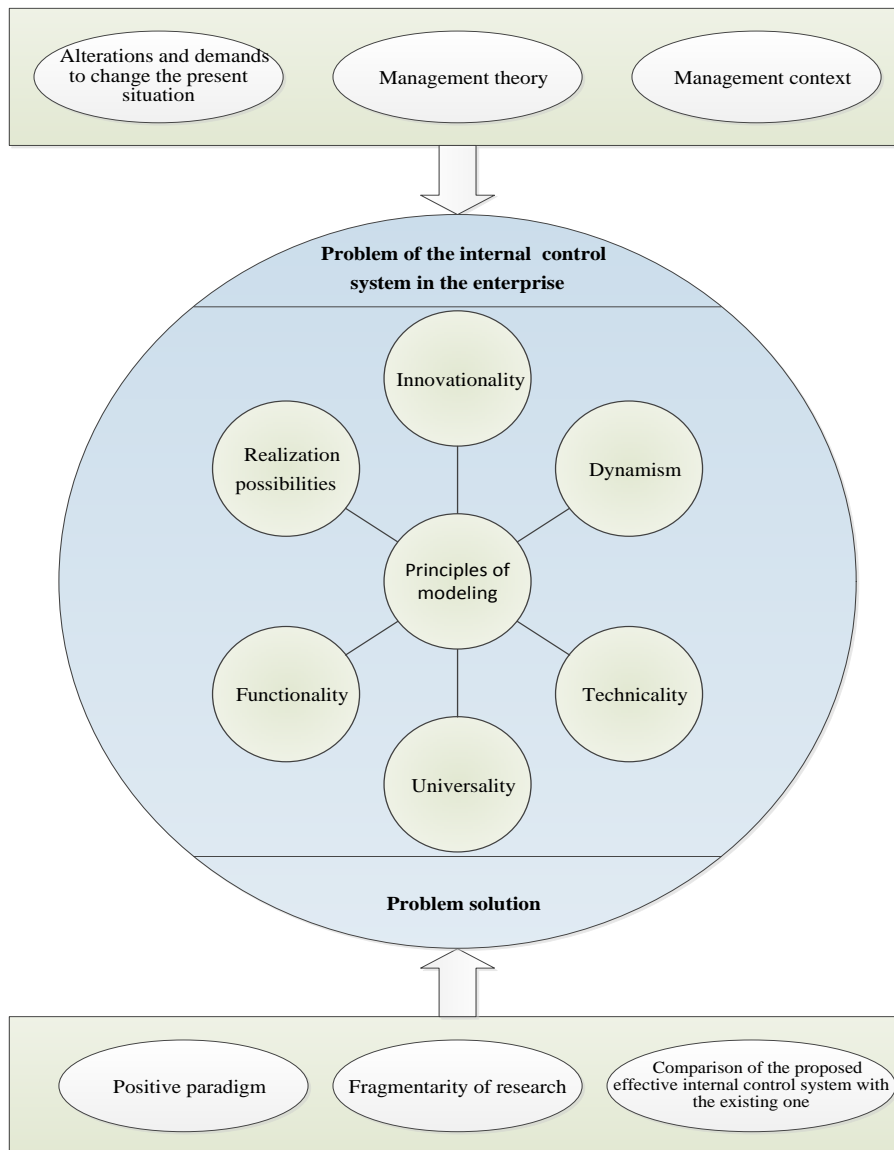 Alterations and demands
to change the present
situation
Management theory
Management context
Problem of the internal control
system in the enterprise
Innovationality
Realization
possibilities
Dynamism
Principles of
modeling
Functionality
Technicality
Universality
Problem solution
Positive paradigm
Fragmentarity of research
Comparison of the proposed
effective internal control system with
the existing one